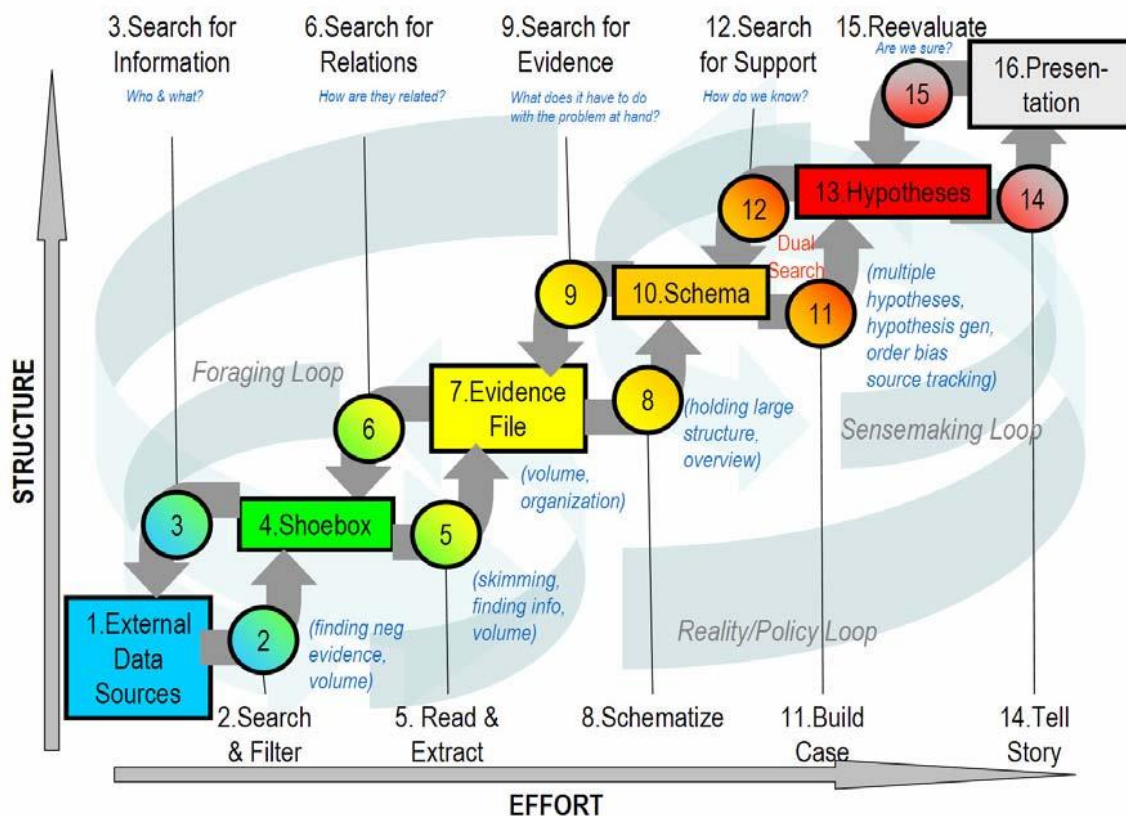 3.Search for
Information
Who & what?
6.Search for
Relations
How are they related?
9.Search for
Evidence
What does it have to do
with the problem at hand?
12.Search
for Support
How do we know?
15.Reevaluate
Are we sure?
16.Presen-
tation
15
13.Hypotheses
14
12
Dual
Search
11
(multiple
hypotheses,
hypothesis gen,
order bias
source tracking)
10.Schema
9
Foraging Loop
7.Evidence
File
8
(holding large
structure,
overview)
Sensemaking Loop
6
(volume,
organization)
STRUCTURE
3
4.Shoebox
5
(skimming,
finding info,
volume)
1.External
Data
Sources
2
(finding neg
evidence,
volume)
Reality/Policy Loop
2.Search
& Filter
5. Read &
Extract
8.Schematize
11.Build
Case
14.Tell
Story
EFFORT